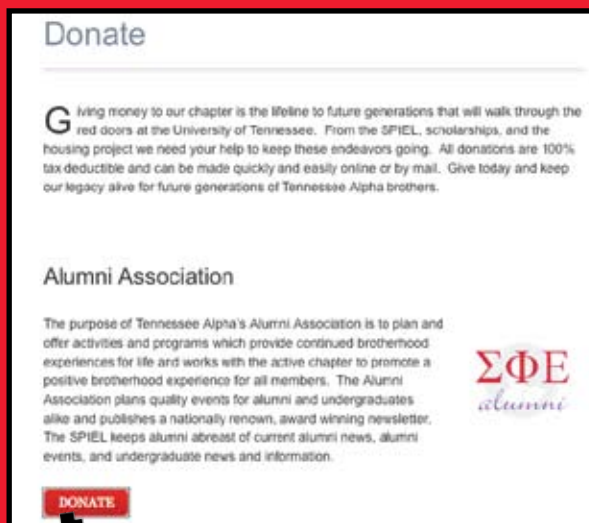 Donate
Giving money to our chapter is the lifeline to future generations that will walk through the
red doors at the University of Tennessee. From the SPIEL, scholarships, and the
housing project we need your help to keep these endeavors going. All donations are 100%
tax deductible and can be made quickly and easily online or by mail. Give today and keep
our legacy alive for future generations of Tennessee Alpha brothers.
Alumni Association
The purpose of Tennessee Alpha's Alumni Association is to plan and
offer activities and programs which provide continued brotherhood
experiences for life and works with the active chapter to promote a
positive brotherhood experience for all members. The Alumni
Association plans quality events for alumni and undergraduates
alike and publishes a nationally renown, award winning newsletter.
The SPIEL keeps alumni abreast of current alumni news, alumni
events, and undergraduate news and information.
ΣΦΕ
alumni
DONATE